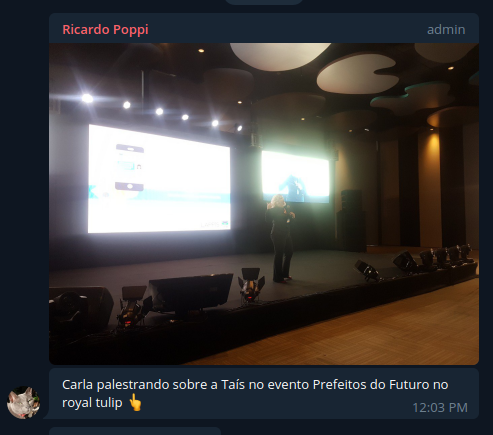 Ricardo Poppi admin
Carla palestrando sobre a Taís no evento Prefeitos do Futuro no
royal tulip 👆
12:03 PM